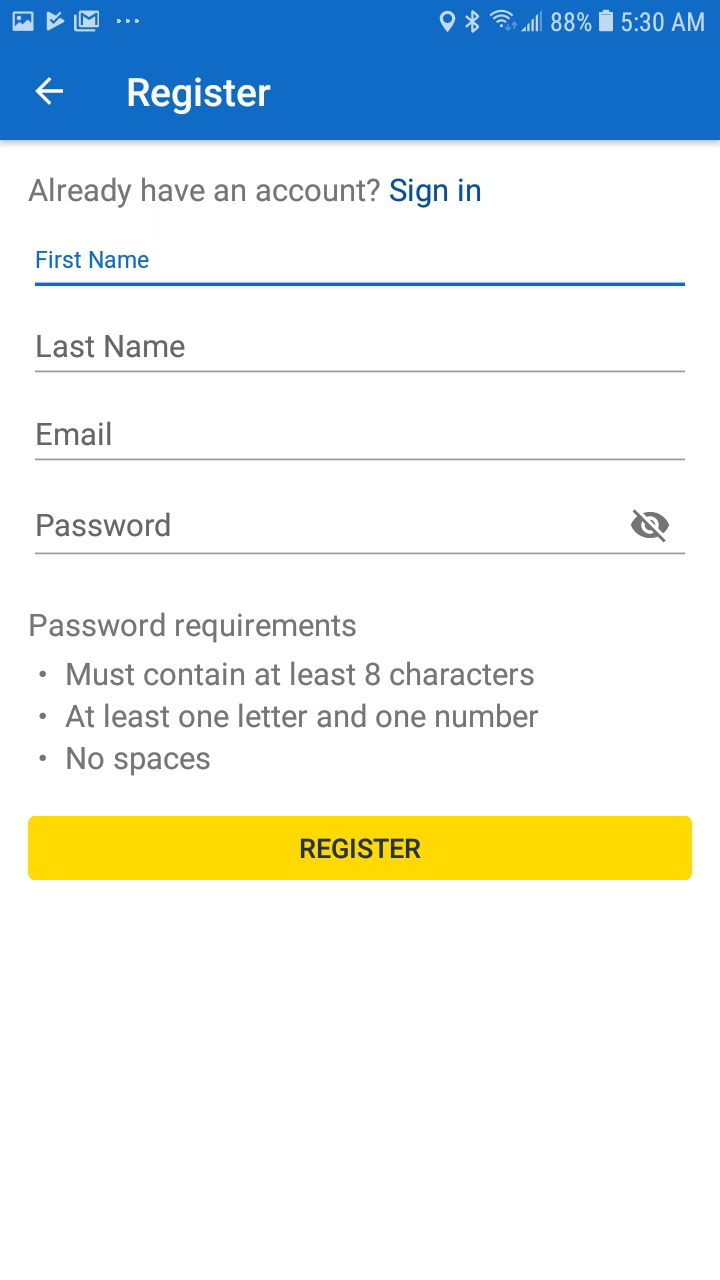 88% 5:30 AM
Register
Already have an account? Sign in
First Name
Last Name
Email
Password
Password requirements
• Must contain at least 8 characters
• At least one letter and one number
• No spaces
REGISTER